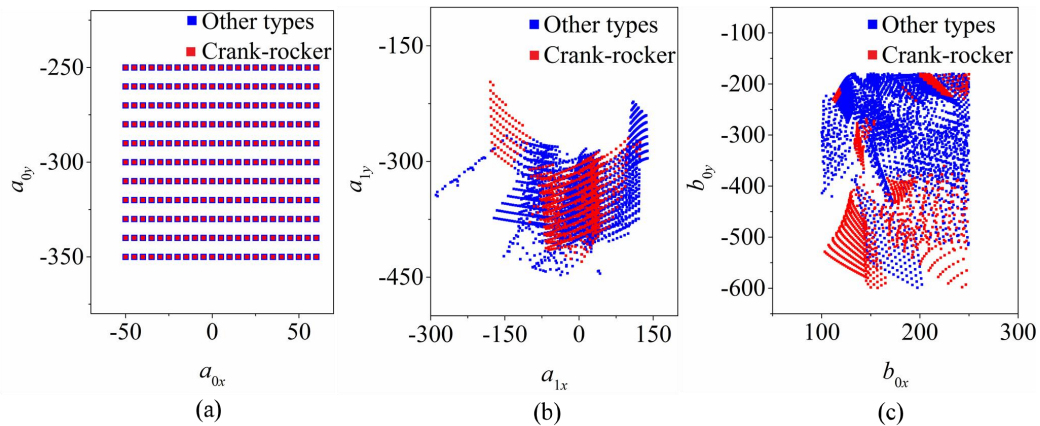 Other types
Crank-rocker
-250
-300
-350
a0y
-50 0 50
a0x
(a)
Other types
Crank-rocker
-150
-300
-450
a1y
-300 -150 0 150
a1x
(b)
Other types
Crank-rocker
-100
-200
-300
-400
-500
-600
b0y
100 200 300
b0x
(c)